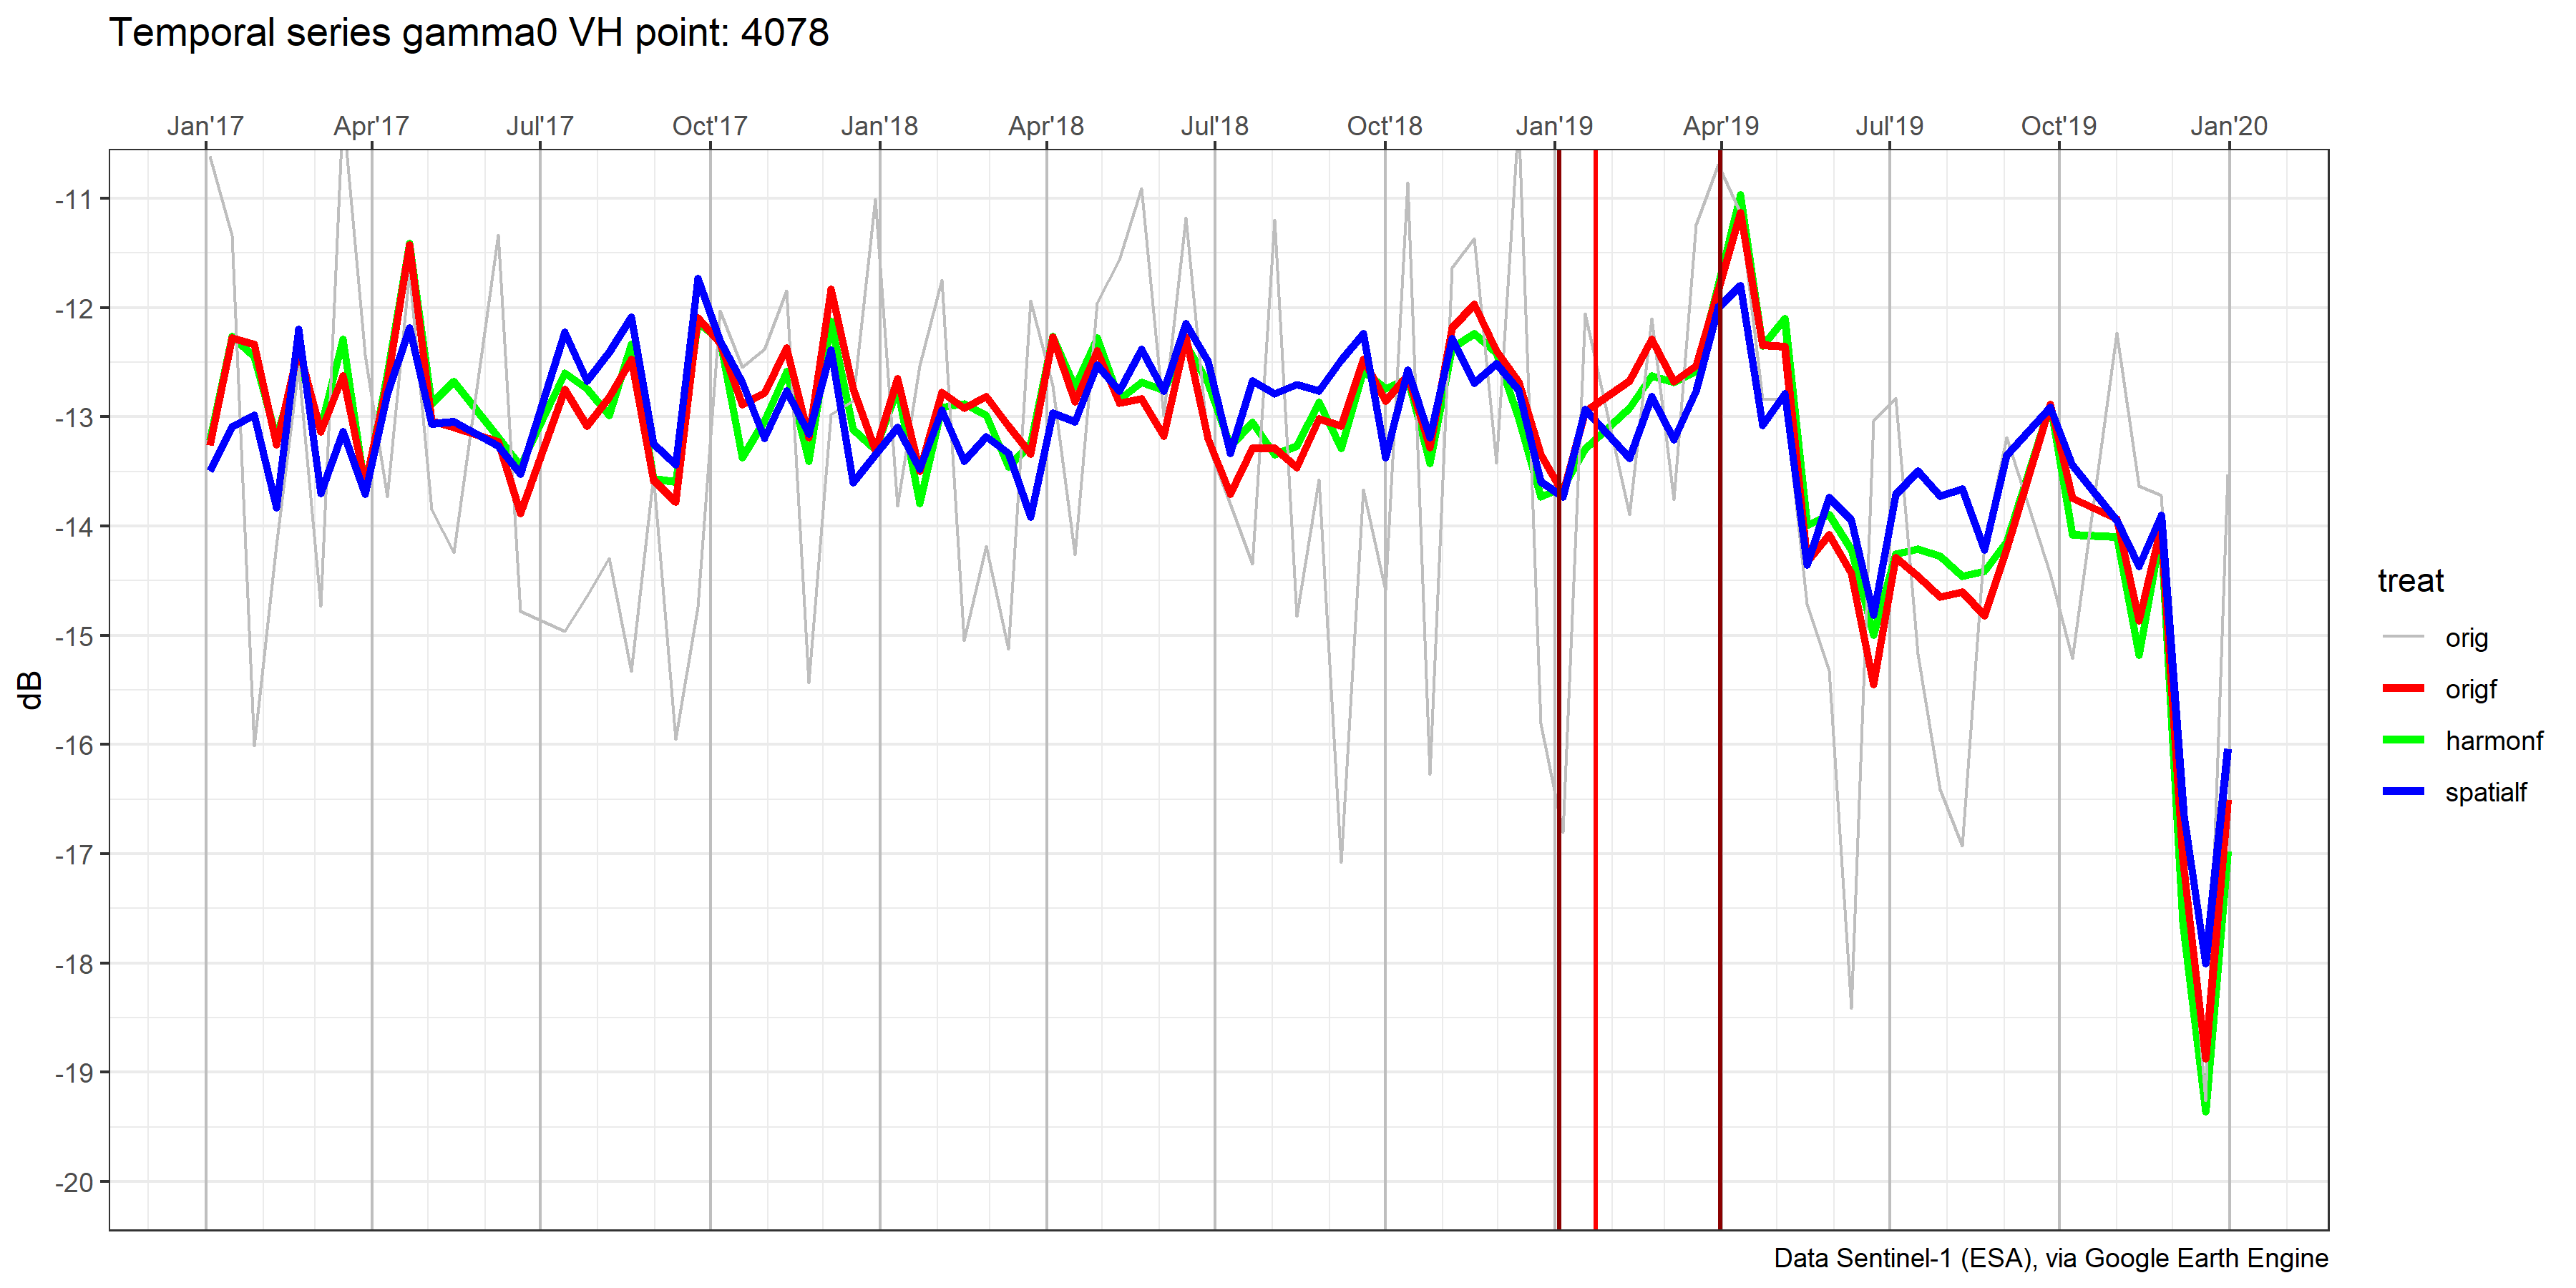 Temporal series gamma0 VH point: 4078
Jan'17 Apr'17 Jul'17 Oct'17 Jan'18 Apr'18 Jul'18 Oct'18 Jan'19 Apr'19 Jul'19 Oct'19 Jan'20
-11
-12
-13
-14
-15
-16
-17
-18
-19
-20
dB
treat
orig
origf
harmonf
spatialf
Data Sentinel-1 (ESA), via Google Earth Engine